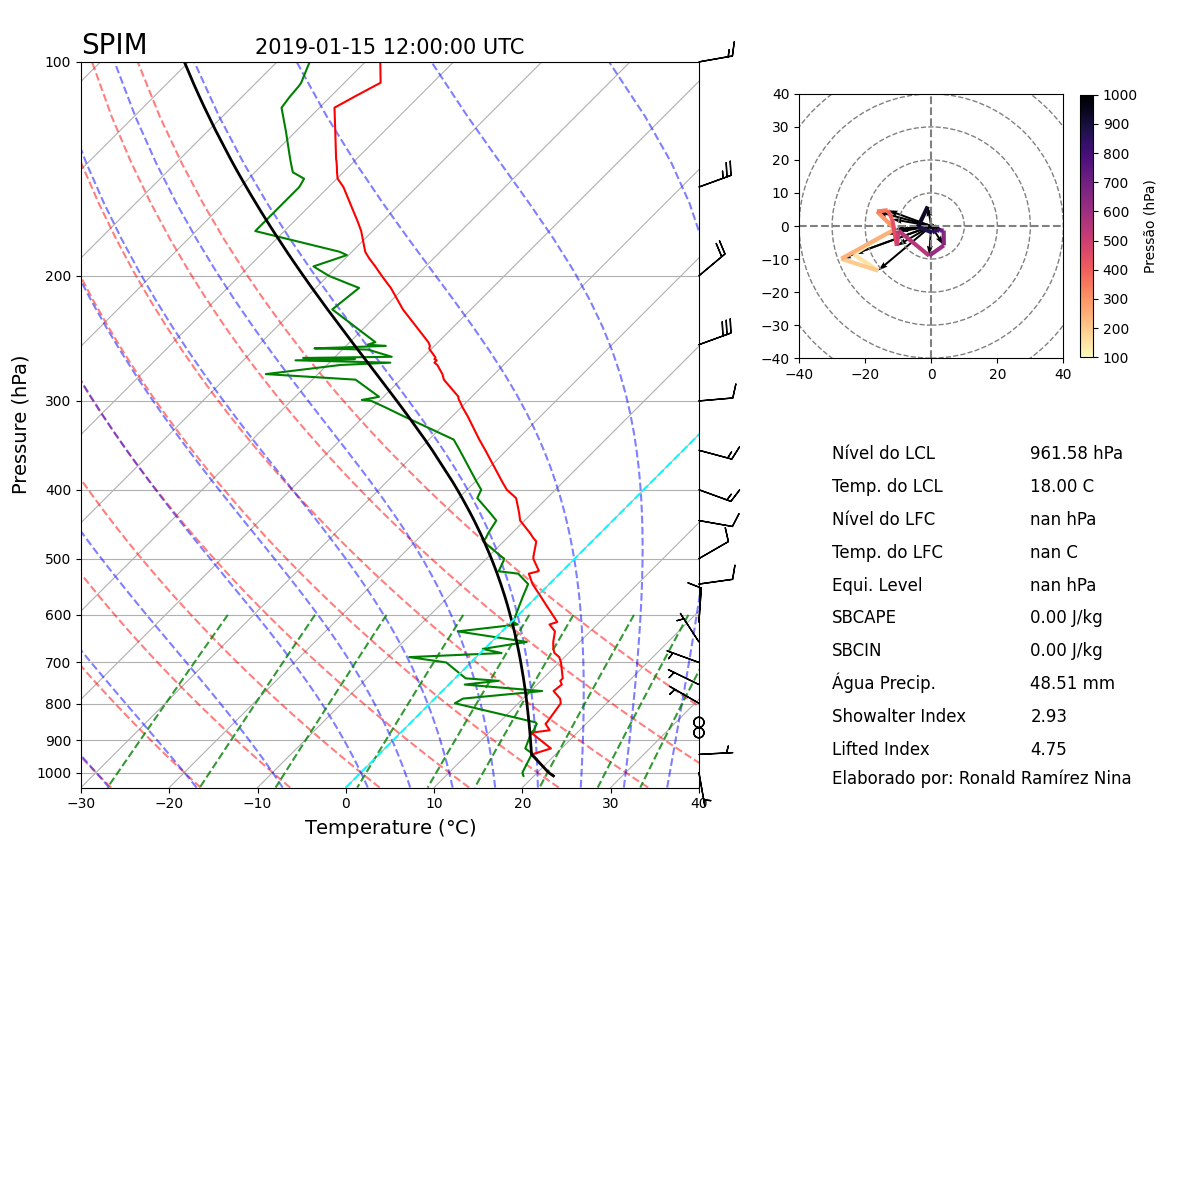 SPIM 2019-01-15 12:00:00 UTC
100
200
300
400
500
600
700
800
900
1000
Pressure (hPa)
−30 −20 −10 0 10 20 30 40
Temperature (°C)
40
30
20
10
0
−10
−20
−30
−40
−40 −20 0 20 40
1000
900
800
700
600
500
400
300
200
100
Pressão (hPa)
Nível do LCL 961.58 hPa
Temp. do LCL 18.00 C
Nível do LFC nan hPa
Temp. do LFC nan C
Equi. Level nan hPa
SBCAPE 0.00 J/kg
SBCIN 0.00 J/kg
Água Precip. 48.51 mm
Showalter Index 2.93
Lifted Index 4.75
Elaborado por: Ronald Ramírez Nina